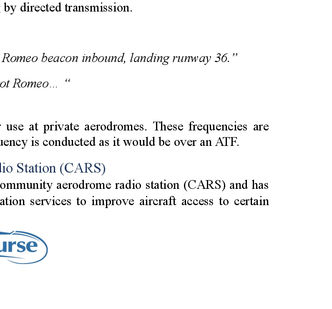 by directed transmission.
Romeo beacon inbound, landing runway 36.”
ot Romeo... “
use at private aerodromes. These frequencies are
uency is conducted as it would be over an ATF.
dio Station (CARS)
ommunity aerodrome radio station (CARS) and has
ation services to improve aircraft access to certain
urse